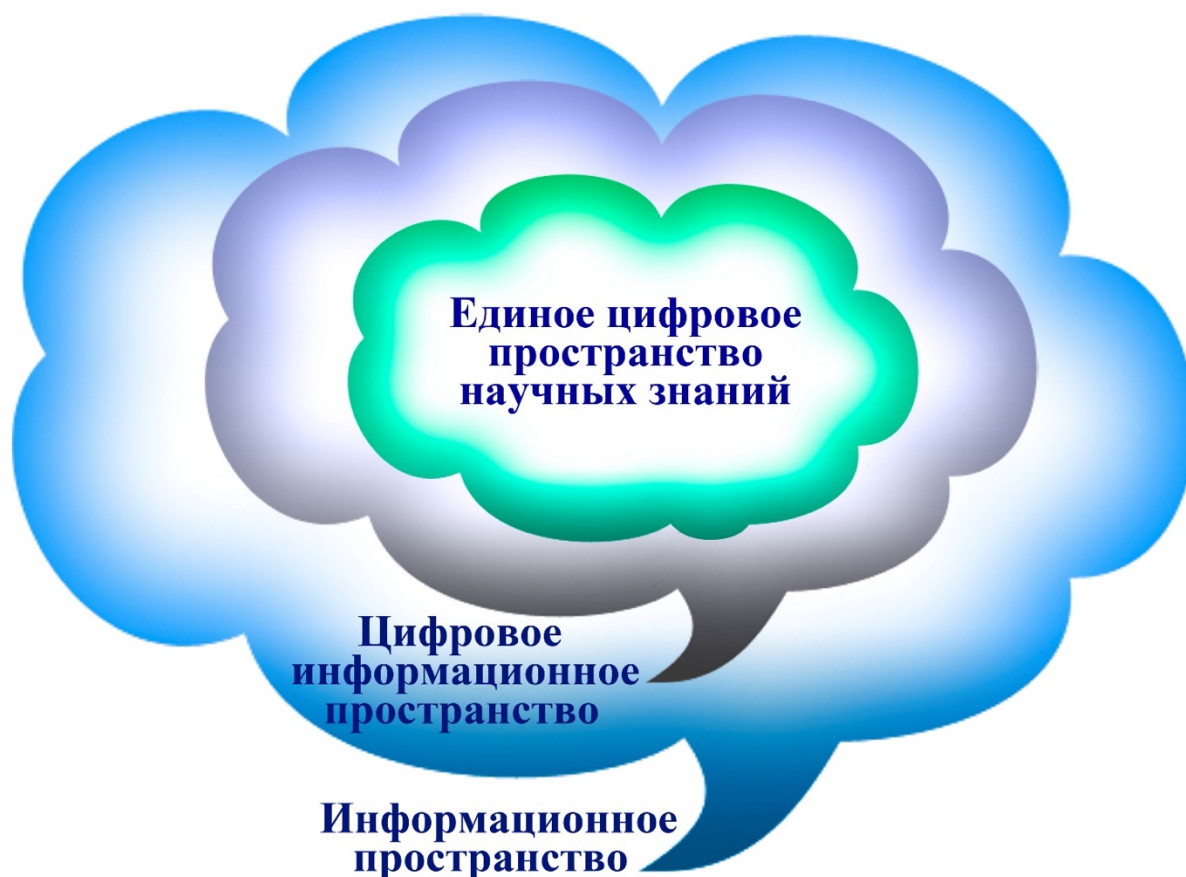 Единое цифровое
пространство
научных знаний
Цифровое
информационное
пространство
Информационное
пространство